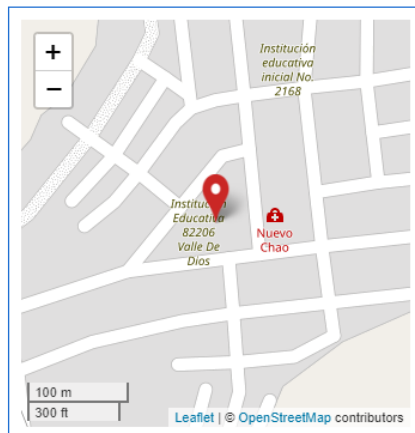 +
−
Institución
educativa
inicial No.
2168
Institución
Educativa
82206
Valle De
Dios
Nuevo
Chao
100 m
300 ft
Leaflet | © OpenStreetMap contributors